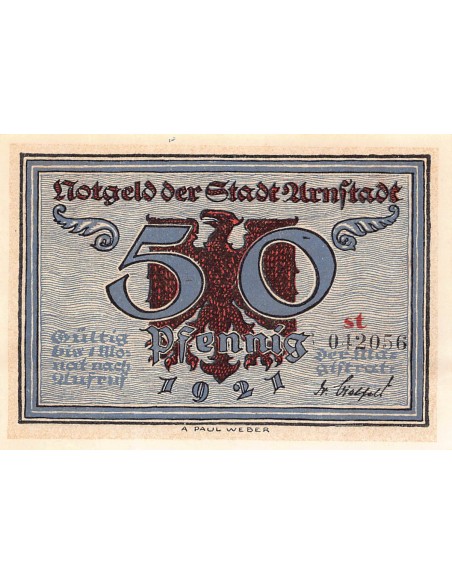 Notgeld der Stadt Arnstadt
50
Pfennig
1921
Gültig
bis 1 Mo-
nat nach
Aufruf
st
042056
der Ma-
gistrat:
A PAUL WEBER